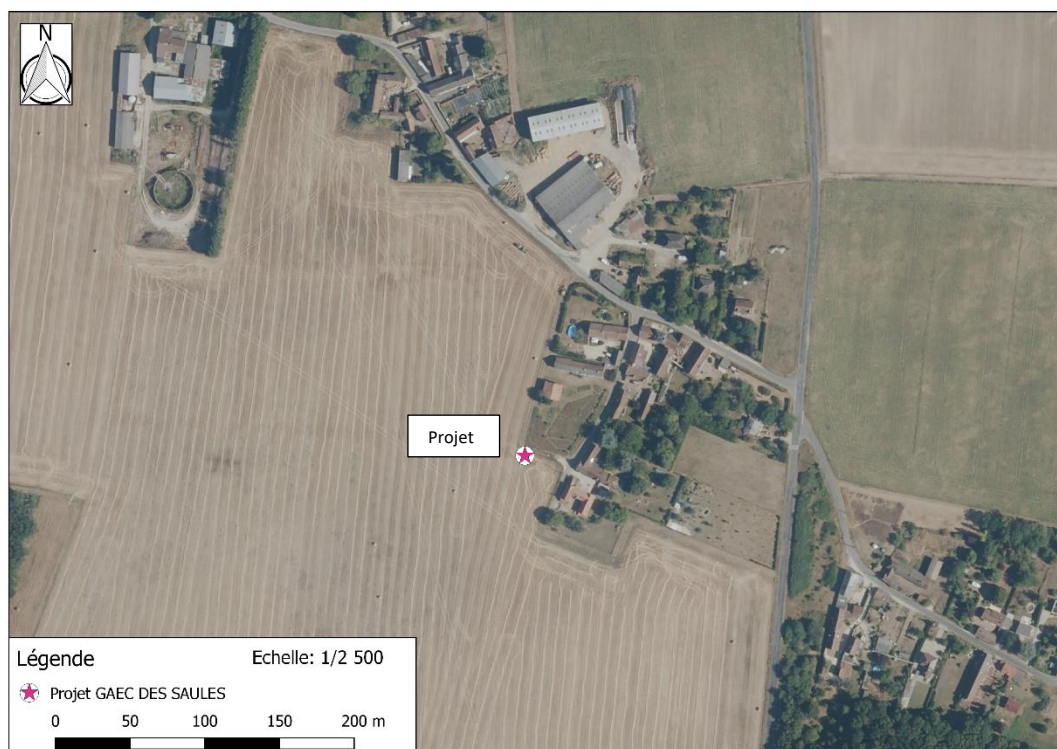 N
Projet
Légende
Echelle: 1/2 500
Projet GAEC DES SAULES
0 50 100 150 200 m